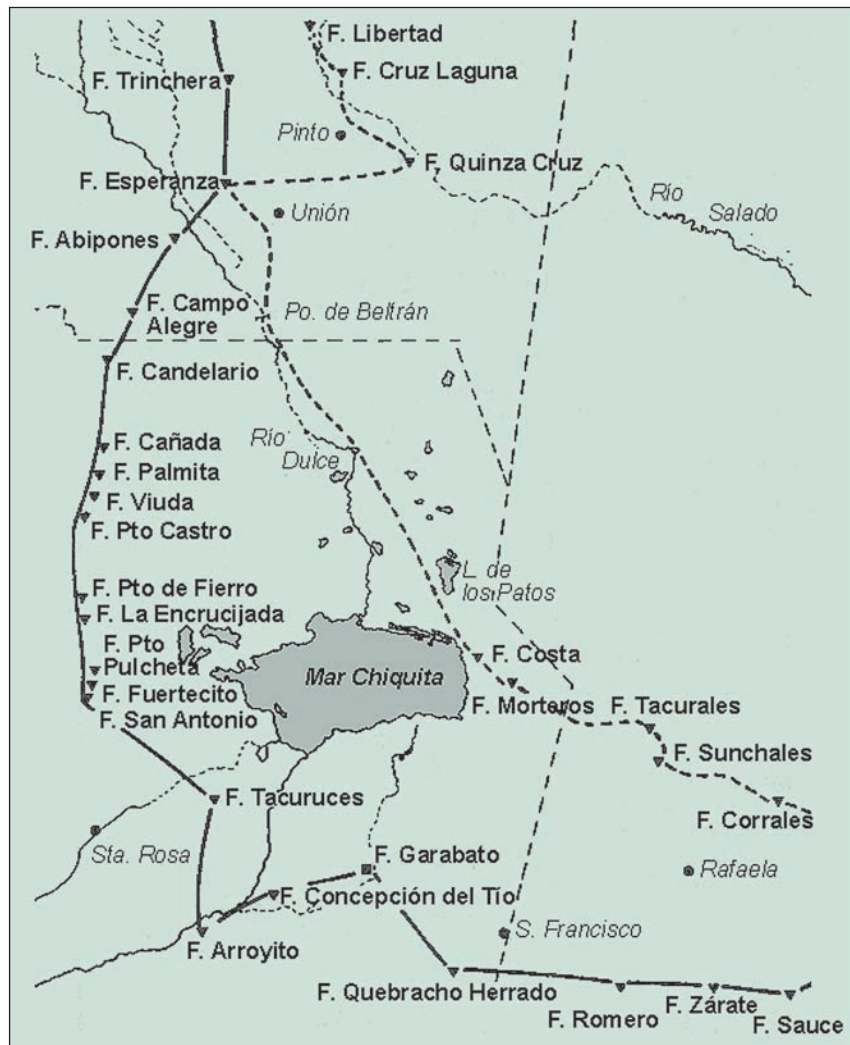 F. Libertad
F. Trinchera
F. Cruz Laguna
Pinto
F. Quinza Cruz
F. Esperanza
Río
Salado
Unión
F. Abipones
F. Campo
Alegre
Po. de Beltrán
F. Candelario
Río
Dulce
F. Cañada
F. Palmita
F. Viuda
F. Pto Castro
L. de
los Patos
F. Pto de Fierro
F. La Encrucijada
F. Pto
Pulcheta
F. Costa
Mar Chiquita
F. Fuertecito
F. Morteros
F. Tacurales
F. San Antonio
F. Sunchales
F. Tacuruces
F. Corrales
Sta. Rosa
F. Garabato
Rafaela
F. Concepción del Tío
S. Francisco
F. Arroyito
F. Quebracho Herrado
F. Zárate
F. Romero
F. Sauce